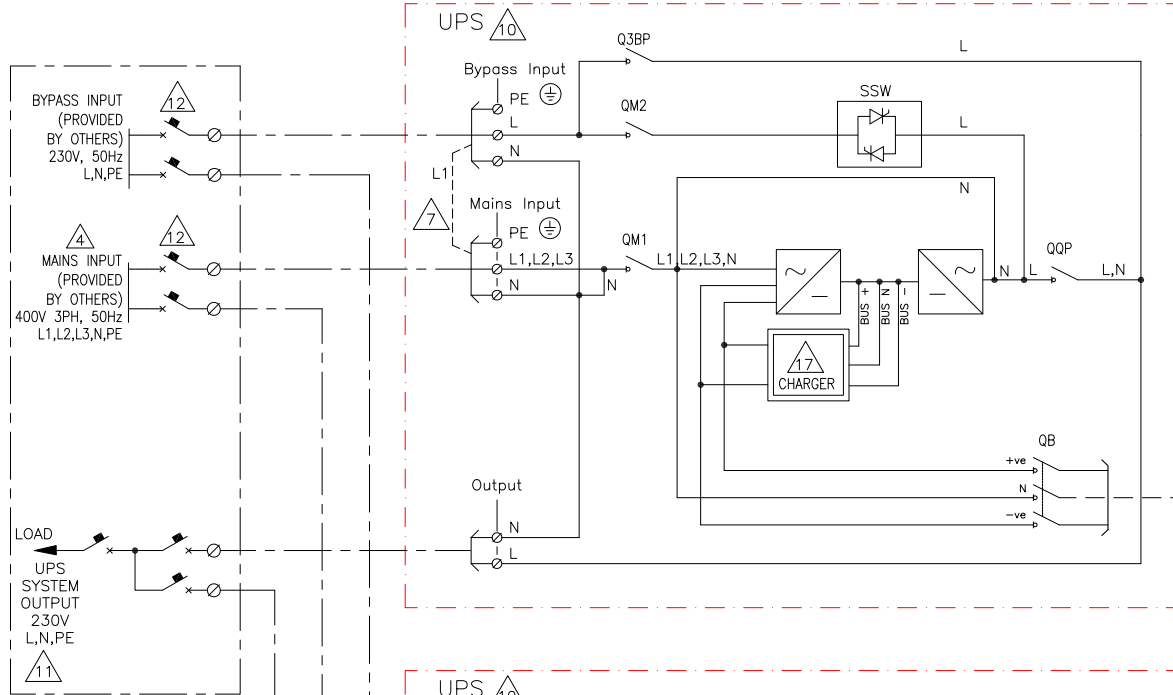 BYPASS INPUT
(PROVIDED
BY OTHERS)
230V, 50Hz
L,N,PE
12
4
MAINS INPUT
(PROVIDED
BY OTHERS)
400V 3PH, 50Hz
L1,L2,L3,N,PE
12
LOAD
UPS
SYSTEM
OUTPUT
230V
L,N,PE
11
UPS 10
Bypass Input
PE
L
N
L1
7
Mains Input
PE
L1,L2,L3
N
N
Q3BP
L
QM2
SSW
L
N
QM1
L1,L2,L3,N
BUS +
BUS N
BUS -
N
L
QQP
L,N
17
CHARGER
QB
+ve
N
-ve
Output
N
L
UPS